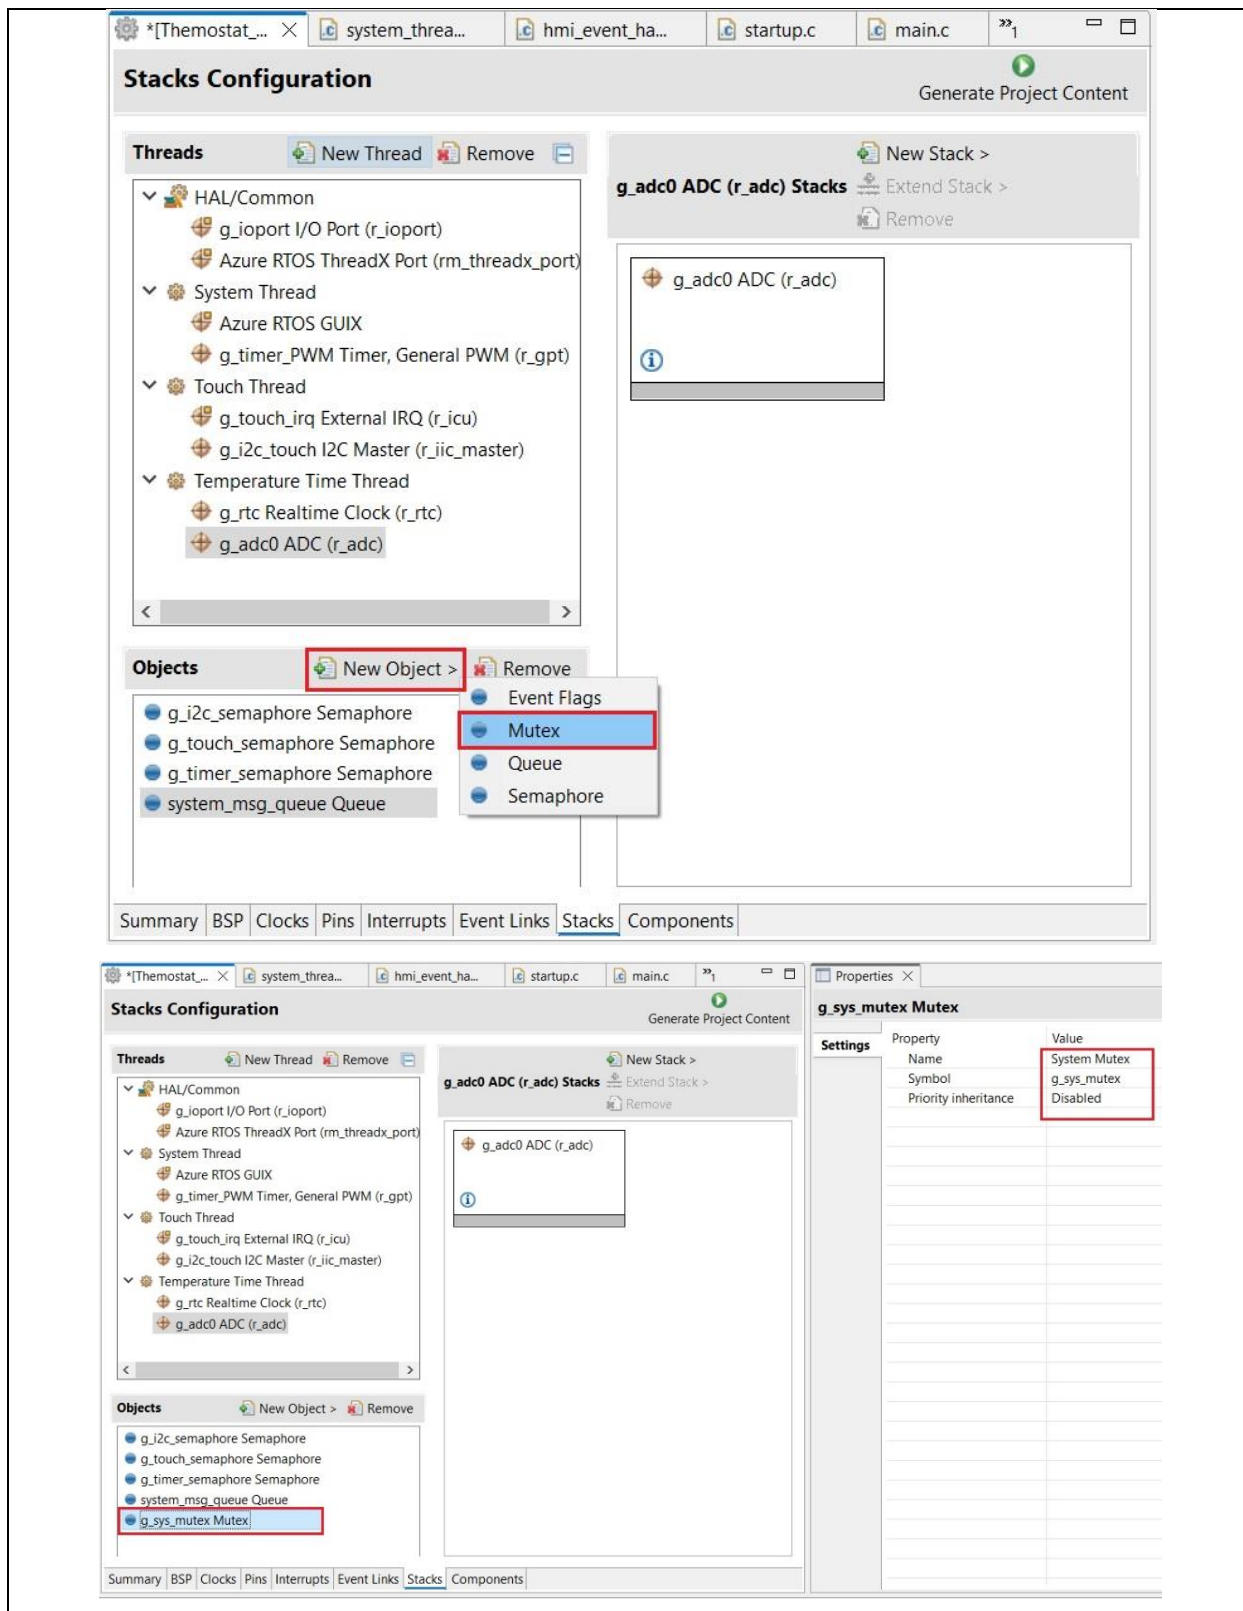 *[Themostat_...
system_threa...
hmi_event_ha...
startup.c
main.c
»1
Stacks Configuration
Generate Project Content
Threads
New Thread
Remove
HAL/Common
g_ioport I/O Port (r_ioport)
Azure RTOS ThreadX Port (rm_threadx_port)
System Thread
Azure RTOS GUIX
g_timer_PWM Timer, General PWM (r_gpt)
Touch Thread
g_touch_irq External IRQ (r_icu)
g_i2c_touch I2C Master (r_iic_master)
Temperature Time Thread
g_rtc Realtime Clock (r_rtc)
g_adc0 ADC (r_adc)
g_adc0 ADC (r_adc) Stacks
New Stack >
Extend Stack >
Remove
g_adc0 ADC (r_adc)
Objects
New Object >
Remove
g_i2c_semaphore Semaphore
g_touch_semaphore Semaphore
g_timer_semaphore Semaphore
system_msg_queue Queue
Event Flags
Mutex
Queue
Semaphore
Summary BSP Clocks Pins Interrupts Event Links Stacks Components
*[Themostat_...
system_threa...
hmi_event_ha...
startup.c
main.c
»1
Stacks Configuration
Generate Project Content
Threads
New Thread
Remove
HAL/Common
g_ioport I/O Port (r_ioport)
Azure RTOS ThreadX Port (rm_threadx_port)
System Thread
Azure RTOS GUIX
g_timer_PWM Timer, General PWM (r_gpt)
Touch Thread
g_touch_irq External IRQ (r_icu)
g_i2c_touch I2C Master (r_iic_master)
Temperature Time Thread
g_rtc Realtime Clock (r_rtc)
g_adc0 ADC (r_adc)
g_adc0 ADC (r_adc) Stacks
New Stack >
Extend Stack >
Remove
g_adc0 ADC (r_adc)
Objects
New Object >
Remove
g_i2c_semaphore Semaphore
g_touch_semaphore Semaphore
g_timer_semaphore Semaphore
system_msg_queue Queue
g_sys_mutex Mutex
Summary BSP Clocks Pins Interrupts Event Links Stacks Components
Properties
g_sys_mutex Mutex
Settings
Property Value
Name System Mutex
Symbol g_sys_mutex
Priority inheritance Disabled